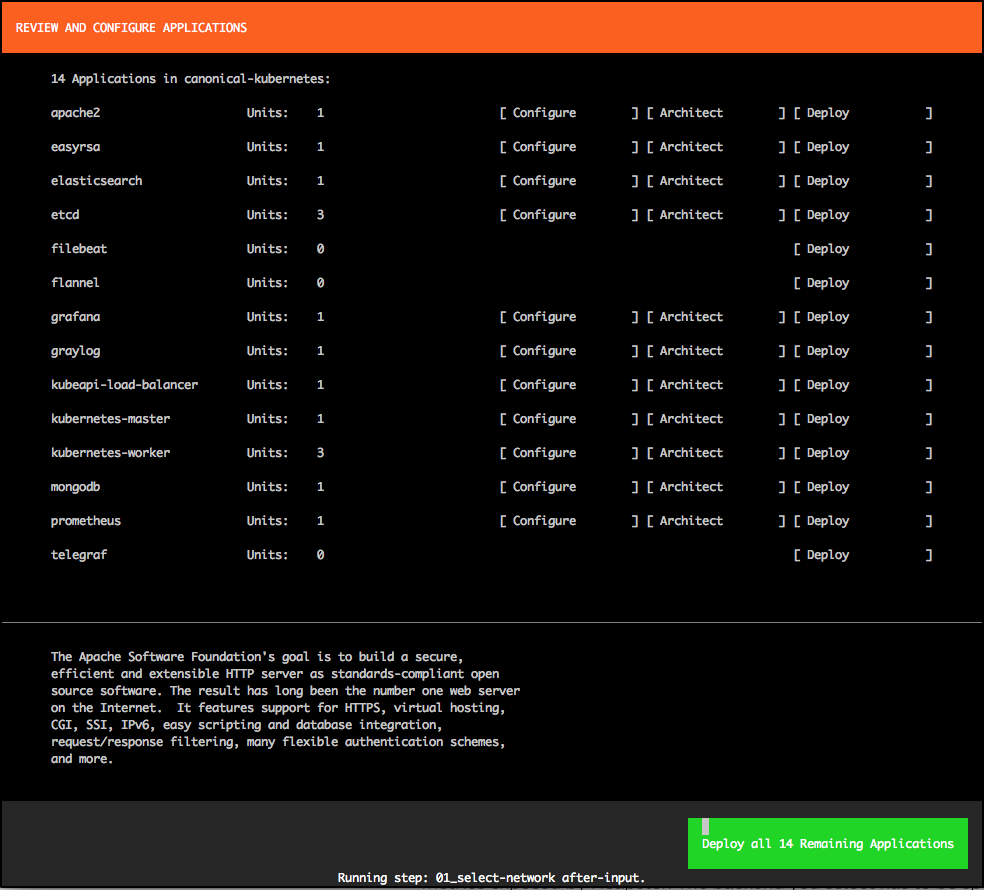 REVIEW AND CONFIGURE APPLICATIONS
14 Applications in canonical-kubernetes:
apache2 Units: 1 [ Configure ] [ Architect ] [ Deploy ]
easyrsa Units: 1 [ Configure ] [ Architect ] [ Deploy ]
elasticsearch Units: 1 [ Configure ] [ Architect ] [ Deploy ]
etcd Units: 3 [ Configure ] [ Architect ] [ Deploy ]
filebeat Units: 0 [ Deploy ]
flannel Units: 0 [ Deploy ]
grafana Units: 1 [ Configure ] [ Architect ] [ Deploy ]
graylog Units: 1 [ Configure ] [ Architect ] [ Deploy ]
kubeapi-load-balancer Units: 1 [ Configure ] [ Architect ] [ Deploy ]
kubernetes-master Units: 1 [ Configure ] [ Architect ] [ Deploy ]
kubernetes-worker Units: 3 [ Configure ] [ Architect ] [ Deploy ]
mongodb Units: 1 [ Configure ] [ Architect ] [ Deploy ]
prometheus Units: 1 [ Configure ] [ Architect ] [ Deploy ]
telegraf Units: 0 [ Deploy ]
The Apache Software Foundation's goal is to build a secure,
efficient and extensible HTTP server as standards-compliant open
source software. The result has long been the number one web server
on the Internet.  It features support for HTTPS, virtual hosting,
CGI, SSI, IPv6, easy scripting and database integration,
request/response filtering, many flexible authentication schemes,
and more.
Deploy all 14 Remaining Applications
Running step: 01_select-network after-input.